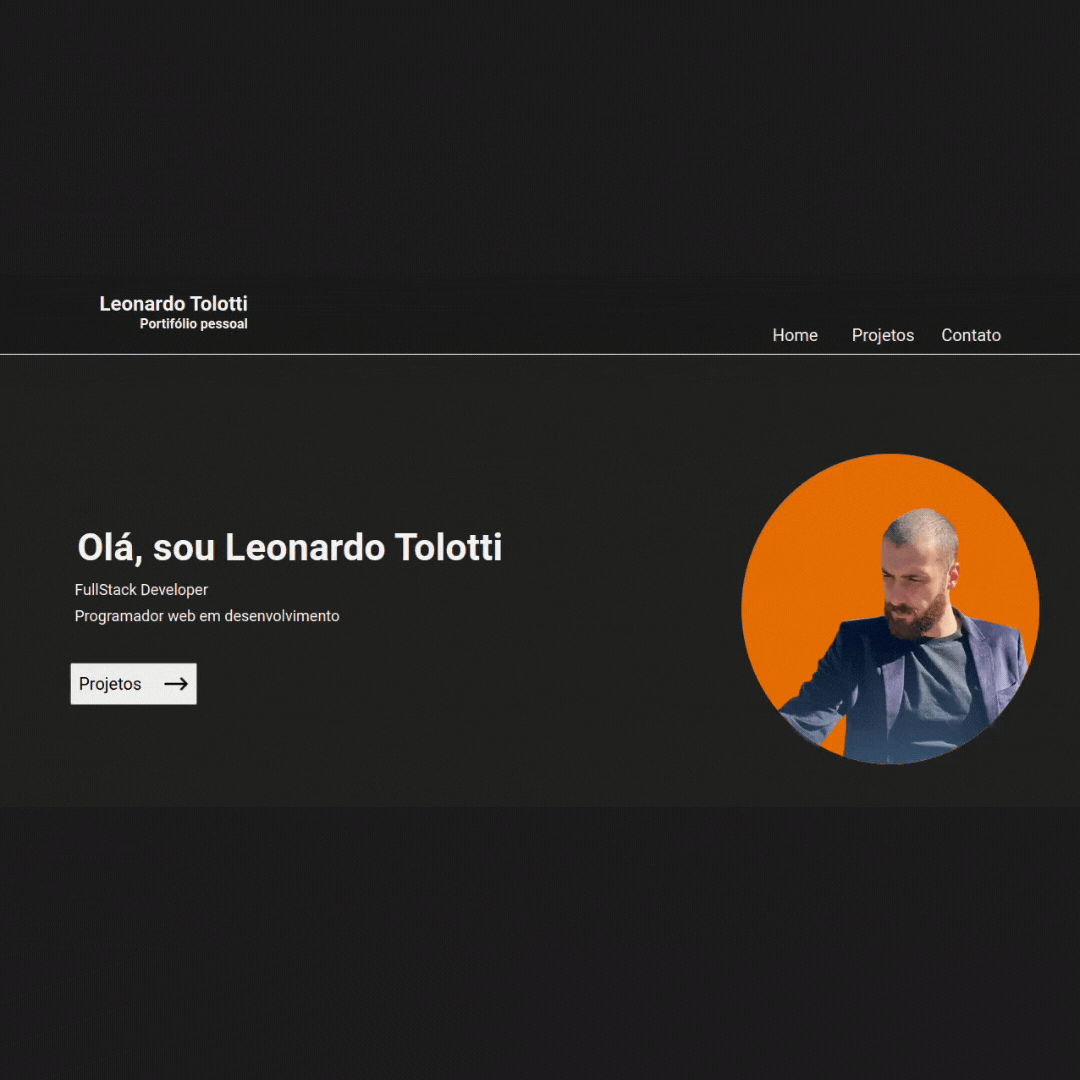 Leonardo Tolotti
Portifólio pessoal
Home Projetos Contato
Olá, sou Leonardo Tolotti
FullStack Developer
Programador web em desenvolvimento
Projetos